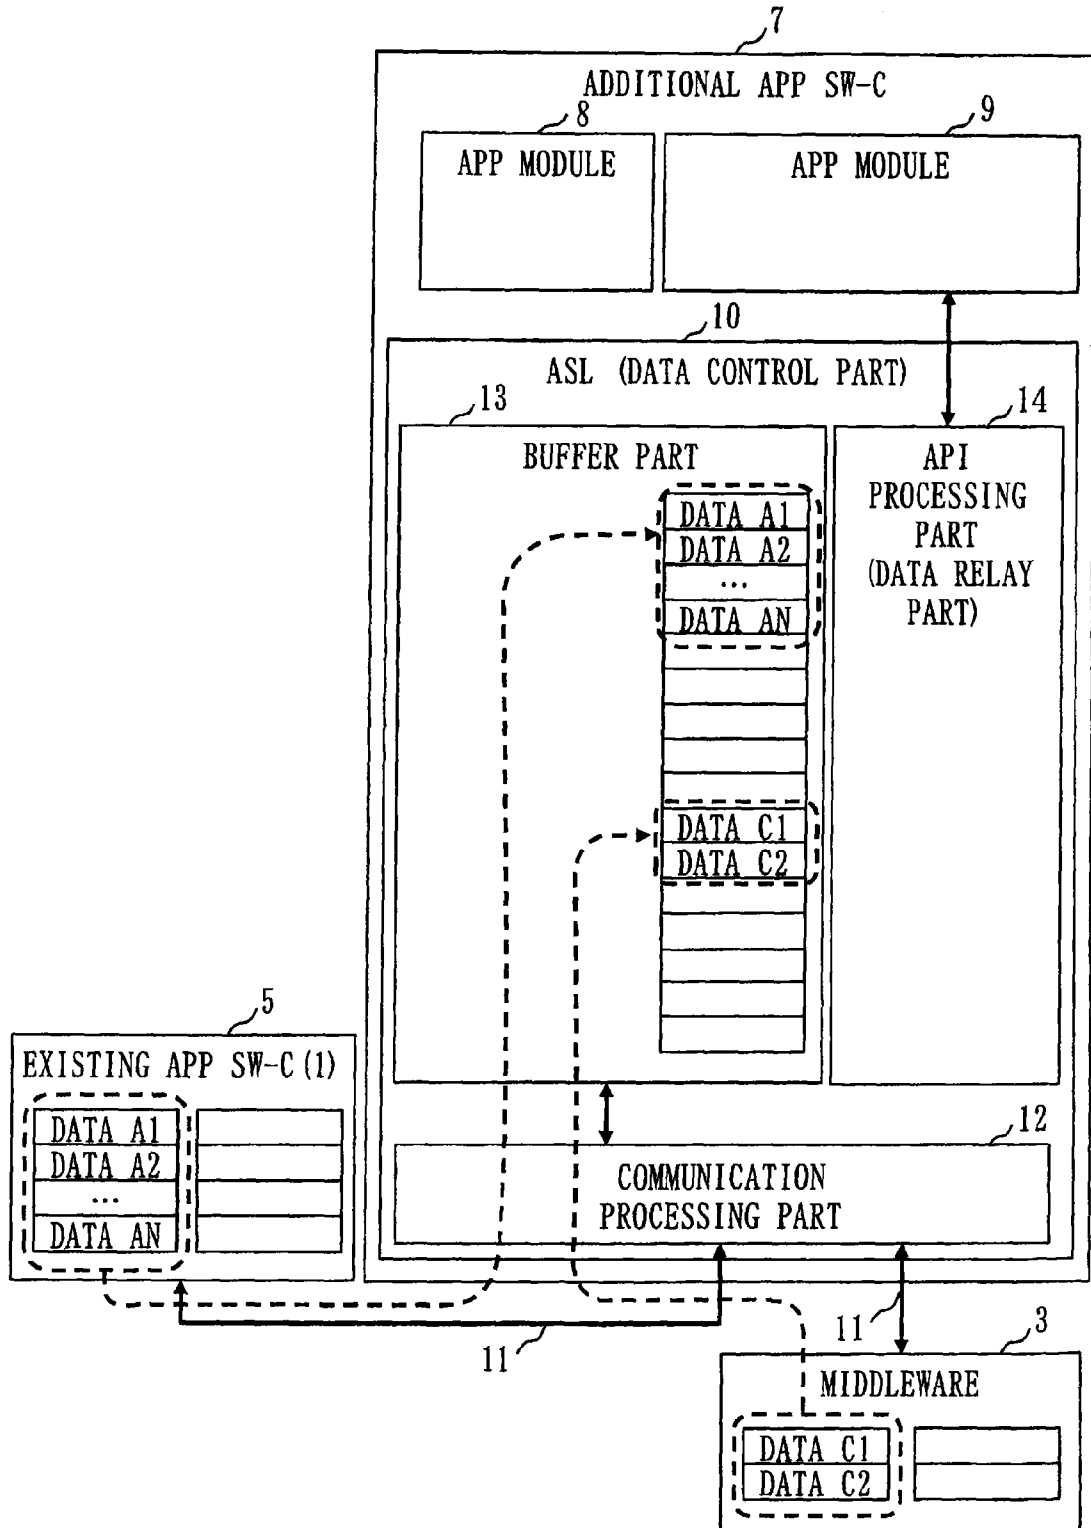 7
ADDITIONAL APP SW-C
8
9
APP MODULE
APP MODULE
10
ASL (DATA CONTROL PART)
13
14
BUFFER PART
API
PROCESSING
PART
(DATA RELAY
PART)
DATA A1
DATA A2
...
DATA AN
DATA C1
DATA C2
5
EXISTING APP SW-C(1)
DATA A1
DATA A2
...
DATA AN
12
COMMUNICATION
PROCESSING PART
11
11
3
MIDDLEWARE
DATA C1
DATA C2